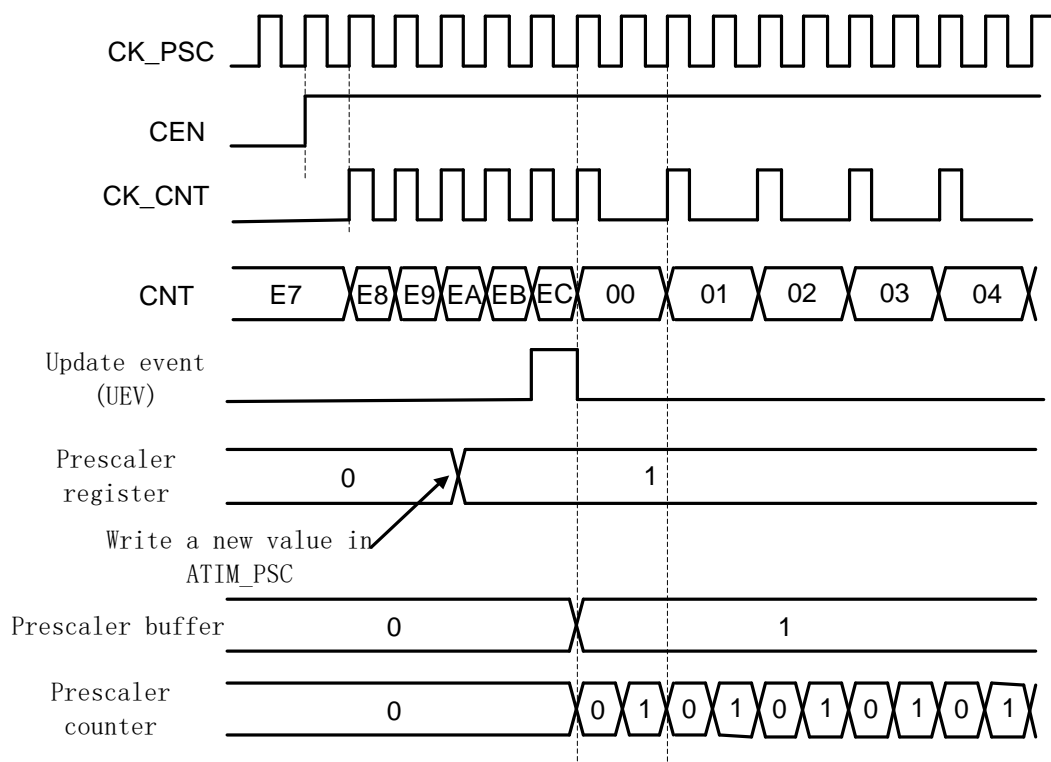 CK_PSC
CEN
CK_CNT
CNT E7 E8 E9 EA EB EC 00 01 02 03 04
Update event
(UEV)
Prescaler
register
0 1
Write a new value in
ATIM_PSC
Prescaler buffer 0 1
Prescaler
counter
0 0 1 0 1 0 1 0 1 0 1